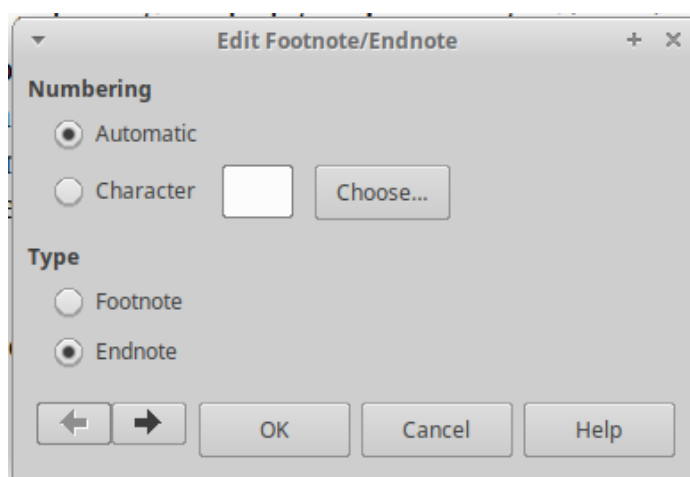 Edit Footnote/Endnote
Numbering
Automatic
Character Choose...
Type
Footnote
Endnote
OK Cancel Help